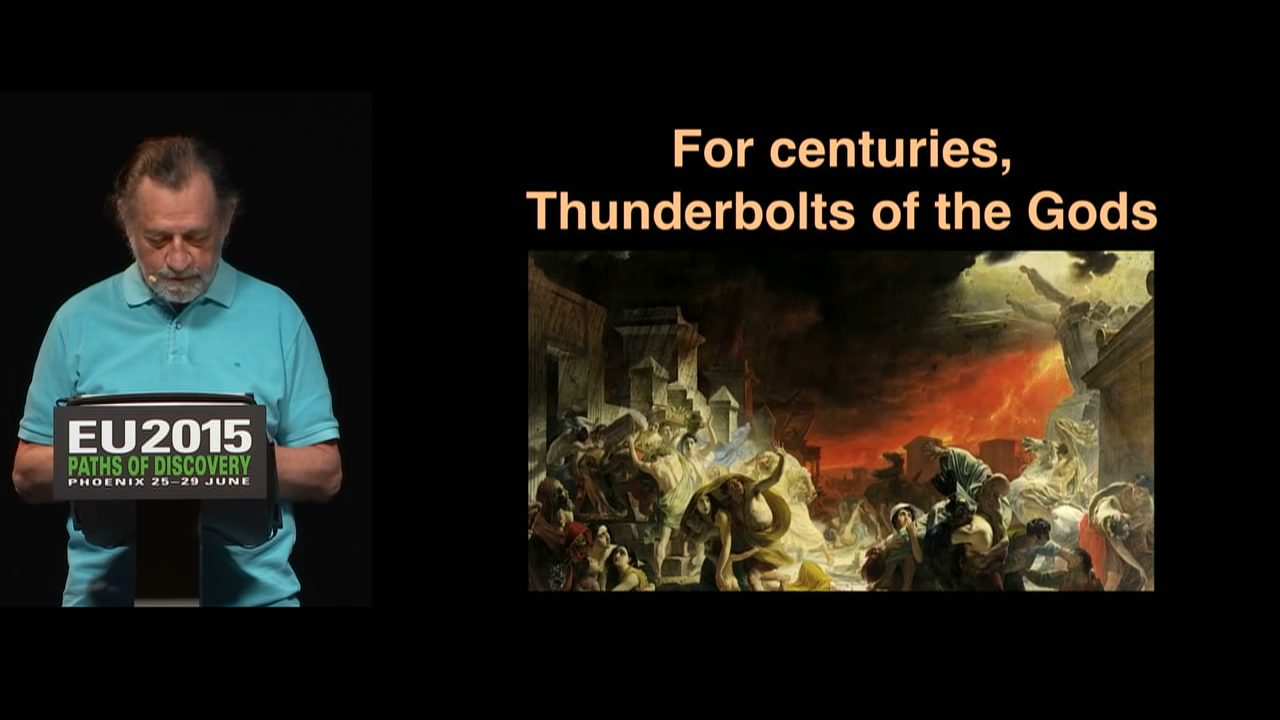 For centuries,
Thunderbolts of the Gods
EU2015
PATHS OF DISCOVERY
PHOENIX 25–29 JUNE